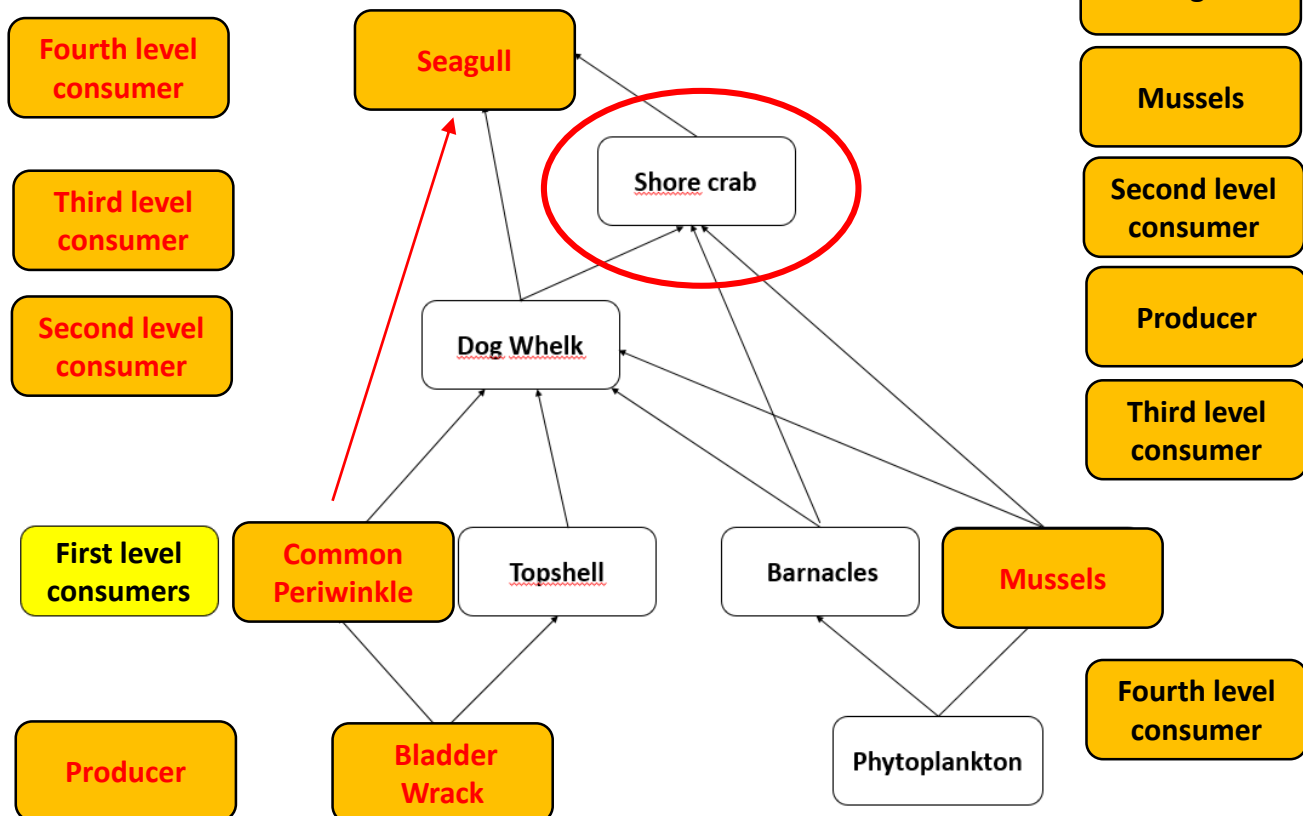 Fourth level
consumer
Seagull
Mussels
Shore crab
Third level
consumer
Second level
consumer
Second level
consumer
Dog Whelk
Producer
Third level
consumer
First level
consumers
Common
Periwinkle
Topshell
Barnacles
Mussels
Fourth level
consumer
Producer
Bladder
Wrack
Phytoplankton